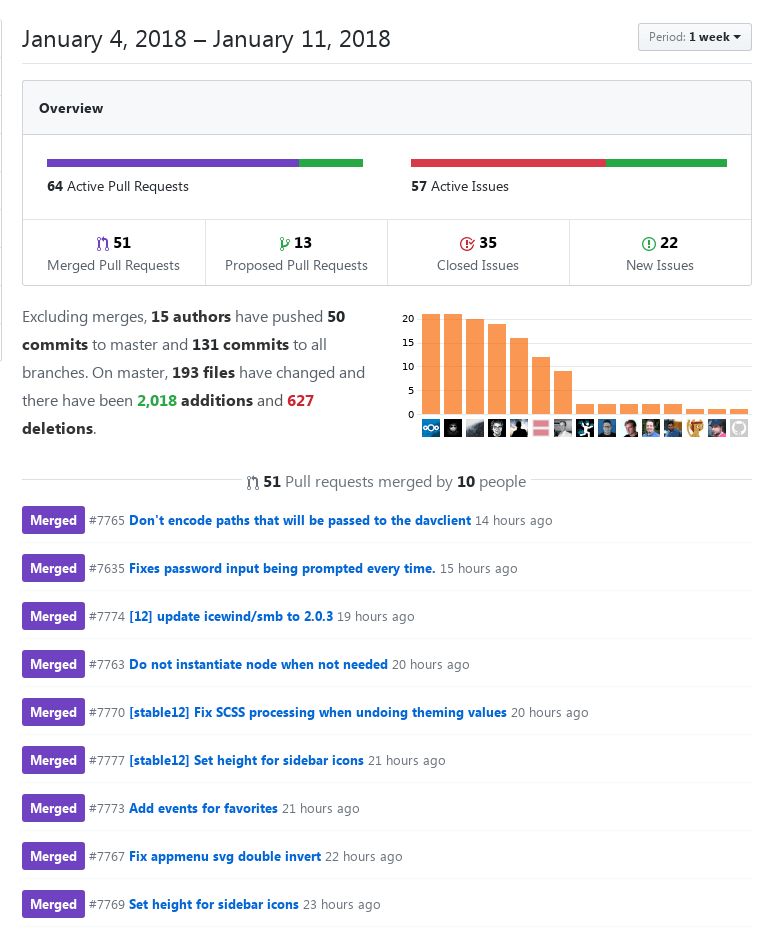 January 4, 2018 – January 11, 2018
Period: 1 week
Overview
64 Active Pull Requests
57 Active Issues
51
Merged Pull Requests
13
Proposed Pull Requests
35
Closed Issues
22
New Issues
Excluding merges, 15 authors have pushed 50
commits to master and 131 commits to all
branches. On master, 193 files have changed and
there have been 2,018 additions and 627
deletions.
20
15
10
5
0
51 Pull requests merged by 10 people
Merged #7765 Don't encode paths that will be passed to the davclient 14 hours ago
Merged #7635 Fixes password input being prompted every time. 15 hours ago
Merged #7774 [12] update icewind/smb to 2.0.3 19 hours ago
Merged #7763 Do not instantiate node when not needed 20 hours ago
Merged #7770 [stable12] Fix SCSS processing when undoing theming values 20 hours ago
Merged #7777 [stable12] Set height for sidebar icons 21 hours ago
Merged #7773 Add events for favorites 21 hours ago
Merged #7767 Fix appmenu svg double invert 22 hours ago
Merged #7769 Set height for sidebar icons 23 hours ago